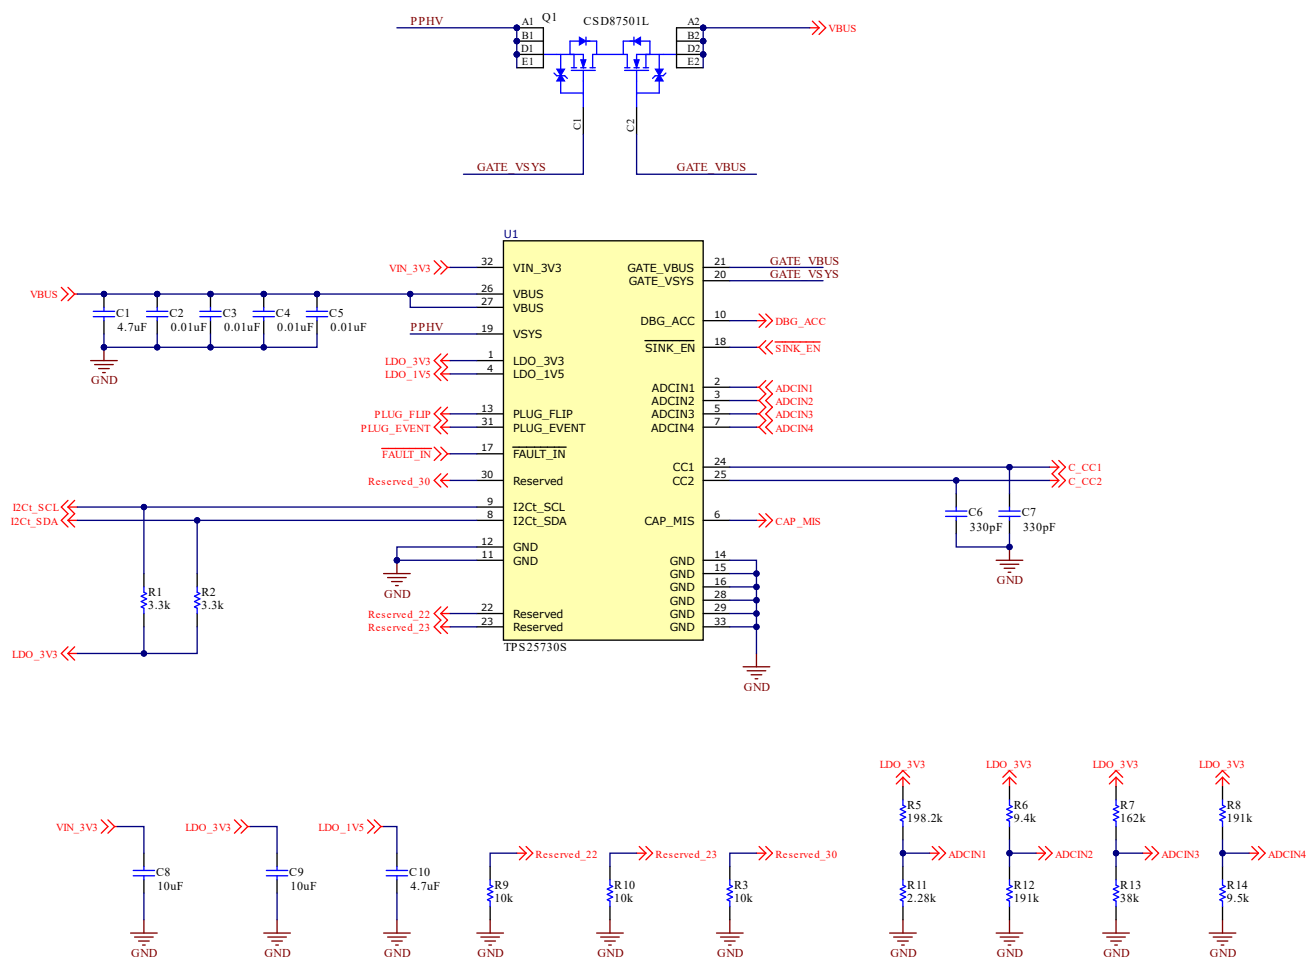 PPHV
A1
B1
D1
E1
Q1
CSD87501L
A2
B2
D2
E2
VBUS
C1
C2
GATE_VSYS
GATE_VBUS
U1
VIN_3V3
32
VIN_3V3
GATE_VBUS
21
GATE_VBUS
GATE_VSYS
20
GATE_VSYS
VBUS
26
VBUS
27
VBUS
C1
4.7uF
C2
0.01uF
C3
0.01uF
C4
0.01uF
C5
0.01uF
GND
PPHV
19
VSYS
DBG_ACC
10
DBG_ACC
SINK_EN
18
SINK_EN
LDO_3V3
1
LDO_3V3
LDO_1V5
4
LDO_1V5
ADCIN1
2
ADCIN1
ADCIN2
3
ADCIN2
ADCIN3
5
ADCIN3
ADCIN4
7
ADCIN4
PLUG_FLIP
13
PLUG_FLIP
PLUG_EVENT
31
PLUG_EVENT
FAULT_IN
17
FAULT_IN
Reserved_30
30
Reserved
CC1
24
C_CC1
CC2
25
C_CC2
I2Ct_SCL
9
I2Ct_SCL
I2Ct_SDA
8
I2Ct_SDA
CAP_MIS
6
CAP_MIS
C6
330pF
C7
330pF
GND
12
GND
11
GND
GND
GND
14
GND
15
GND
16
GND
28
GND
29
GND
33
GND
R1
3.3k
R2
3.3k
Reserved_22
22
Reserved
Reserved_23
23
Reserved
TPS25730S
LDO_3V3
VIN_3V3
C8
10uF
GND
LDO_3V3
C9
10uF
GND
LDO_1V5
C10
4.7uF
GND
Reserved_22
R9
10k
GND
Reserved_23
R10
10k
GND
Reserved_30
R3
10k
GND
LDO_3V3
R5
198.2k
ADCIN1
R11
2.28k
GND
LDO_3V3
R6
9.4k
ADCIN2
R12
191k
GND
LDO_3V3
R7
162k
ADCIN3
R13
38k
GND
LDO_3V3
R8
191k
ADCIN4
R14
9.5k
GND